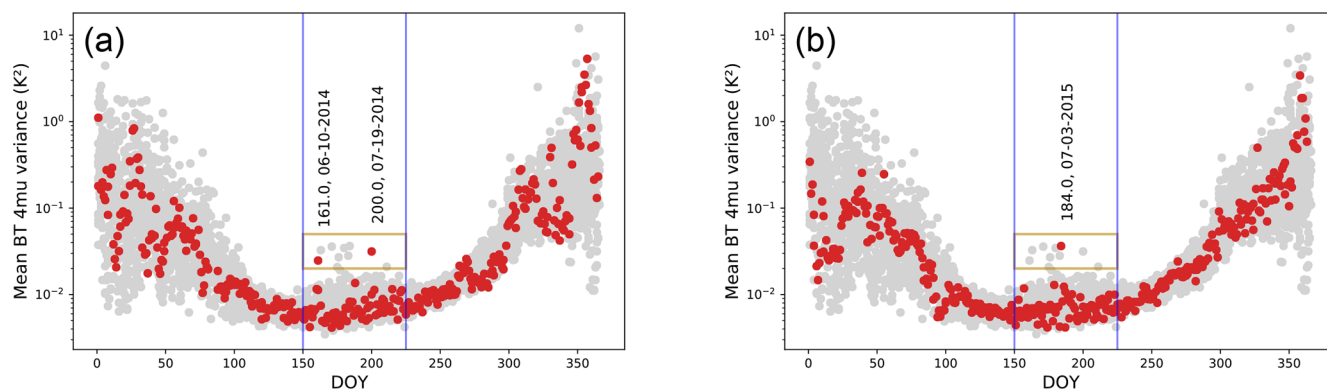 (a)
Mean BT 4mu variance (K²)
10¹
10⁰
10⁻¹
10⁻²
161.0, 06-10-2014
200.0, 07-19-2014
0 50 100 150 200 250 300 350
DOY
(b)
Mean BT 4mu variance (K²)
10¹
10⁰
10⁻¹
10⁻²
184.0, 07-03-2015
0 50 100 150 200 250 300 350
DOY